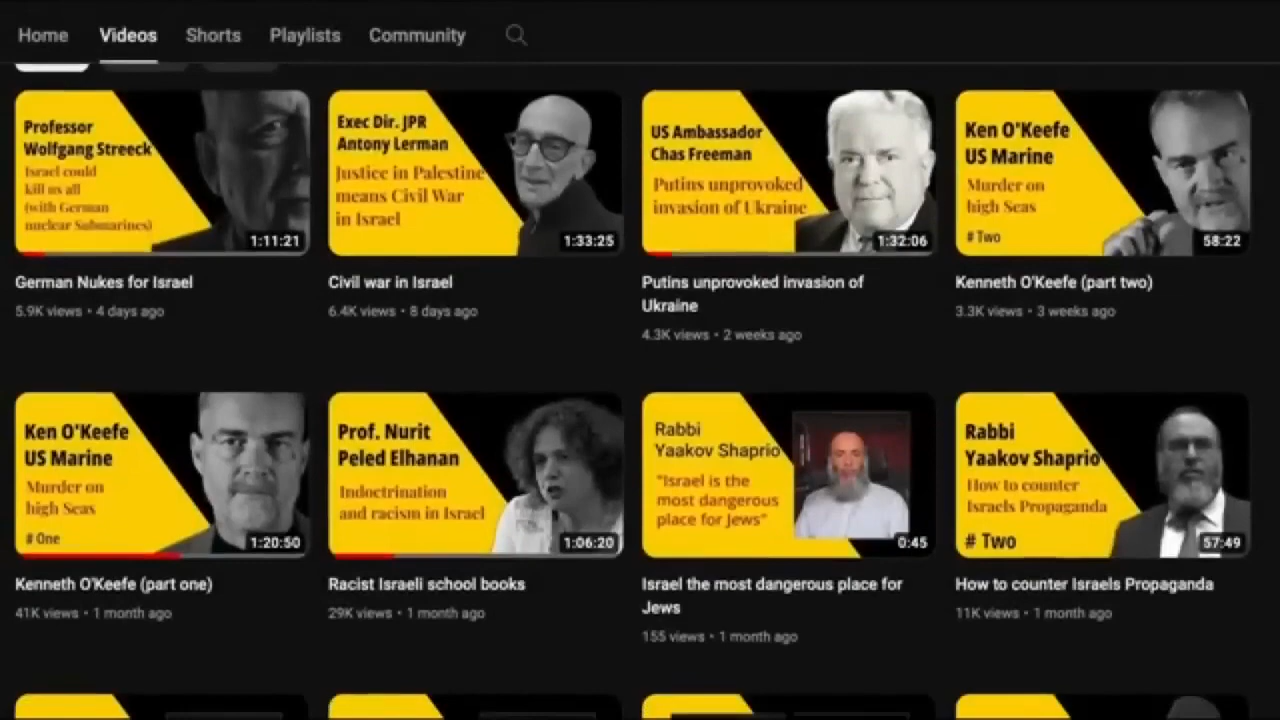 Home Videos Shorts Playlists Community
Professor
Wolfgang Streeck
Israel could
kill us all
(with German
nuclear Submarines)
1:11:21
German Nukes for Israel
5.9K views • 4 days ago
Exec Dir. JPR
Antony Lerman
Justice in Palestine
means Civil War
in Israel
1:33:25
Civil war in Israel
6.4K views • 8 days ago
US Ambassador
Chas Freeman
Putins unprovoked
invasion of Ukraine
1:32:06
Putins unprovoked invasion of
Ukraine
4.3K views • 2 weeks ago
Ken O'Keefe
US Marine
Murder on
high Seas
# Two
58:22
Kenneth O'Keefe (part two)
3.3K views • 3 weeks ago
Ken O'Keefe
US Marine
Murder on
high Seas
# One
1:20:50
Kenneth O'Keefe (part one)
41K views • 1 month ago
Prof. Nurit
Peled Elhanan
Indoctrination
and racism in Israel
1:06:20
Racist Israeli school books
29K views • 1 month ago
Rabbi
Yaakov Shaprio
"Israel is the
most dangerous
place for Jews"
0:45
Israel the most dangerous place for
Jews
155 views • 1 month ago
Rabbi
Yaakov Shaprio
How to counter
Israels Propaganda
# Two
57:49
How to counter Israels Propaganda
11K views • 1 month ago